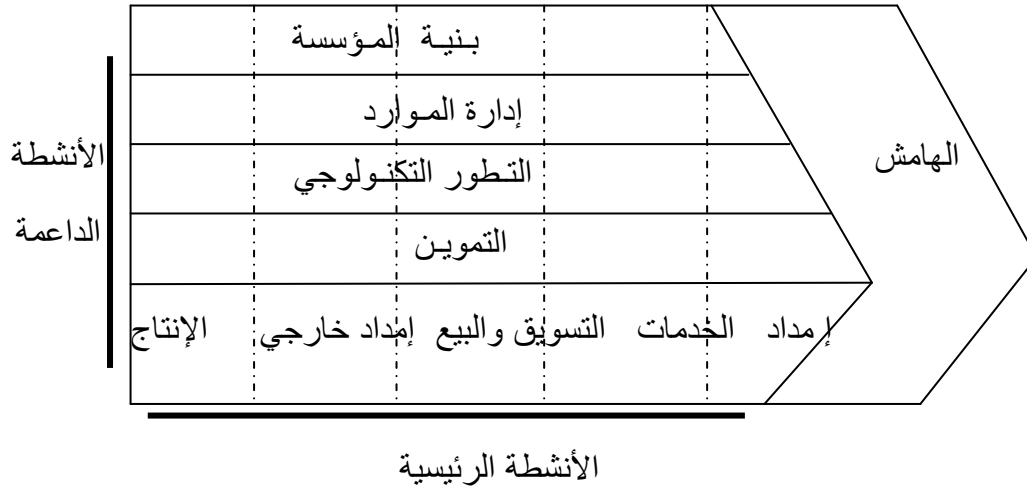 بنية المؤسسة
إدارة الموارد
التطور التكنولوجي
التموين
إمداد الخدمات التسويق والبيع إمداد خارجي الإنتاج
الهامش
الأنشطة
الداعمة
الأنشطة الرئيسية